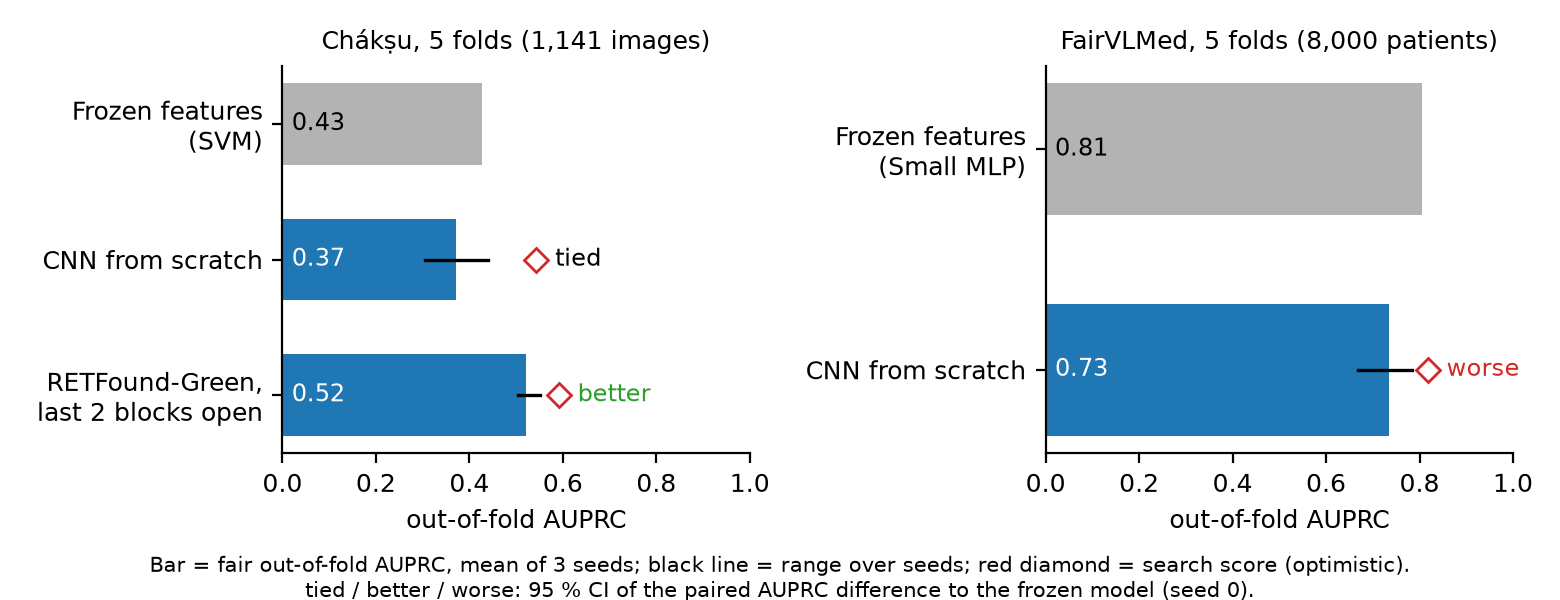 Cháḳṣu, 5 folds (1,141 images)
Frozen features
(SVM)
0.43
CNN from scratch
0.37
tied
RETFound-Green,
last 2 blocks open
0.52
better
0.0 0.2 0.4 0.6 0.8 1.0
out-of-fold AUPRC
FairVLMed, 5 folds (8,000 patients)
Frozen features
(Small MLP)
0.81
CNN from scratch
0.73
worse
0.0 0.2 0.4 0.6 0.8 1.0
out-of-fold AUPRC
Bar = fair out-of-fold AUPRC, mean of 3 seeds; black line = range over seeds; red diamond = search score (optimistic).
tied / better / worse: 95 % CI of the paired AUPRC difference to the frozen model (seed 0).